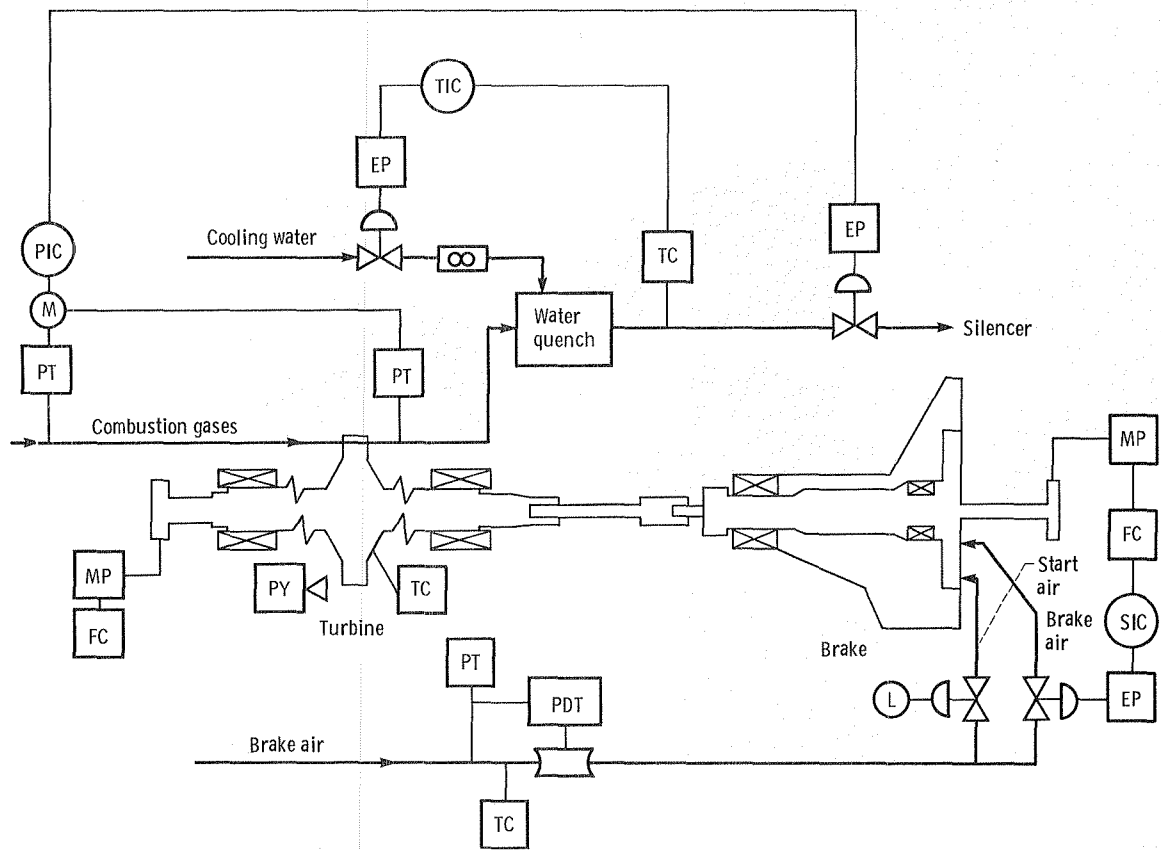 TIC
EP
PIC
Cooling water
TC
EP
M
Water
quench
Silencer
PT
PT
Combustion gases
MP
MP
FC
PY
TC
Start
air
FC
Turbine
Brake
Brake
air
SIC
PT
PDT
L
EP
Brake air
TC